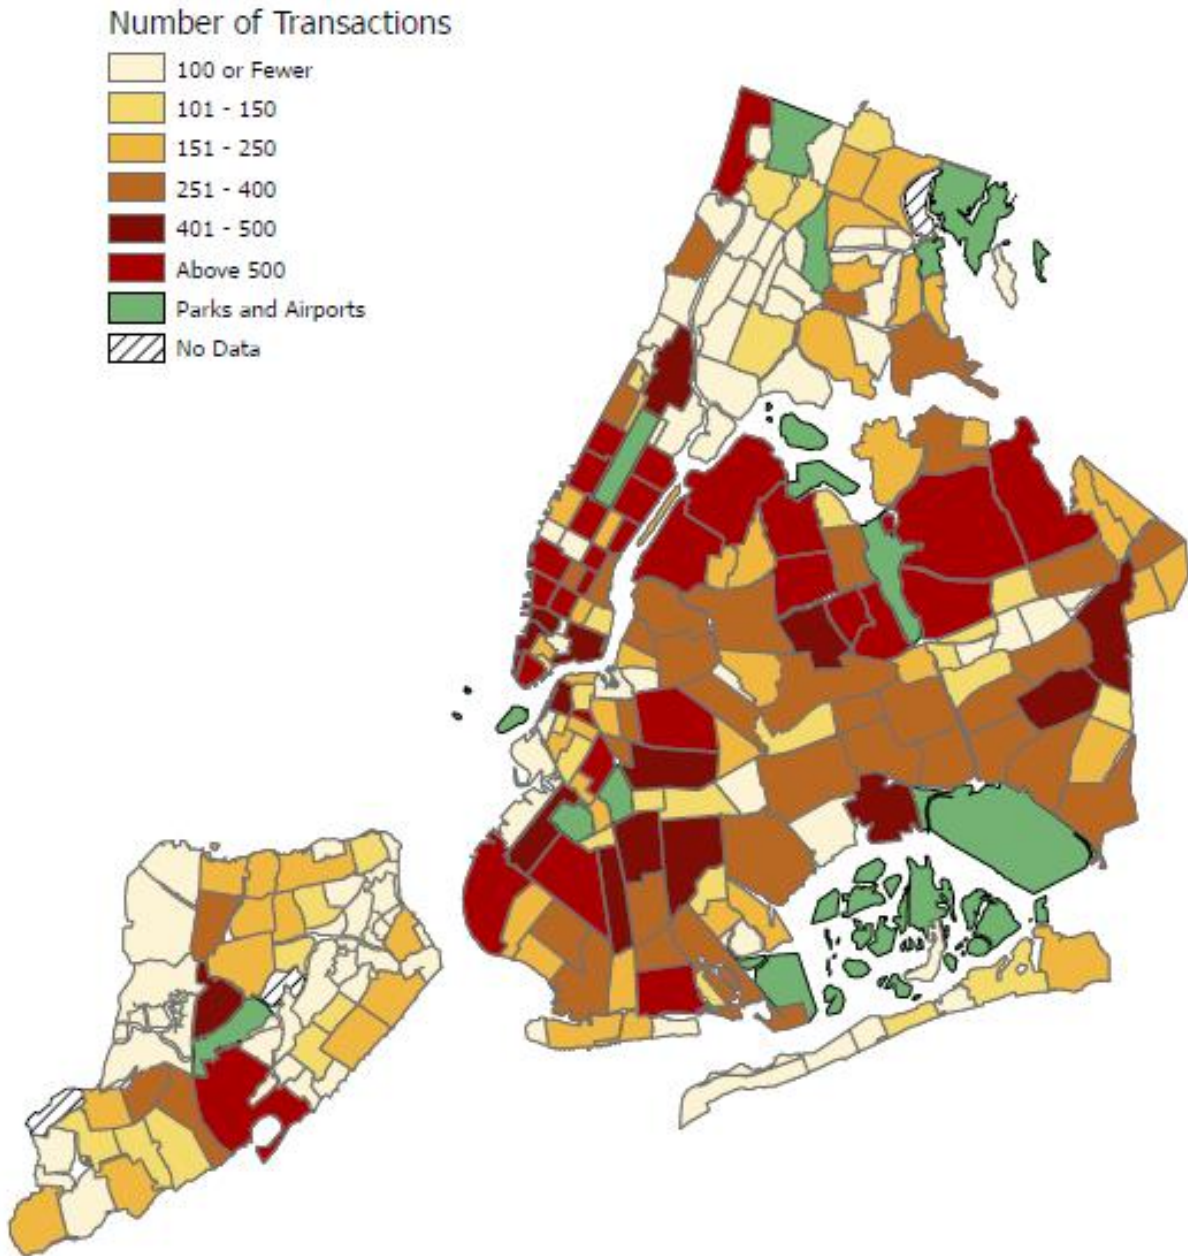 Number of Transactions
100 or Fewer
101 - 150
151 - 250
251 - 400
401 - 500
Above 500
Parks and Airports
No Data